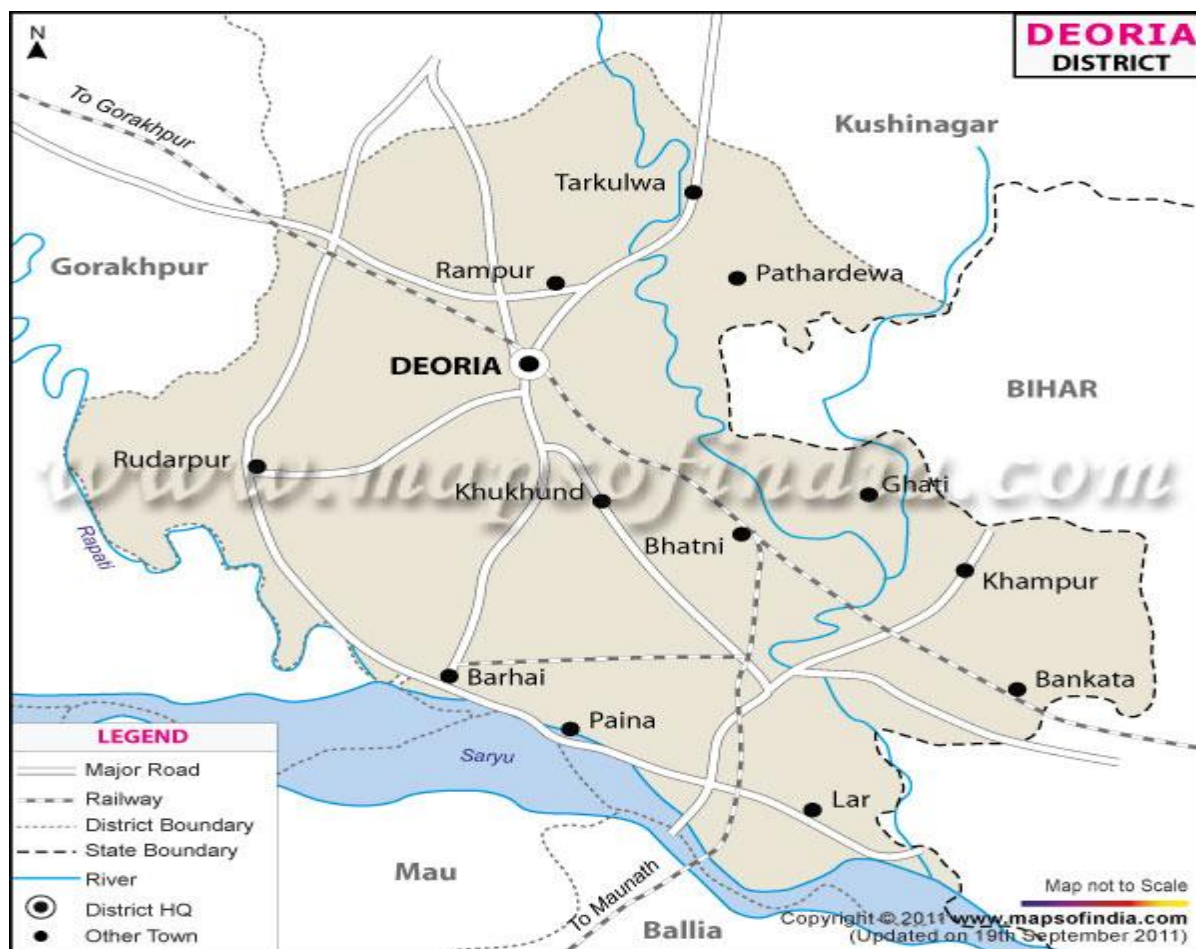 N
DEORIA
DISTRICT
To Gorakhpur
Kushinagar
Tarkulwa
Gorakhpur
Rampur
Pathardewa
DEORIA
BIHAR
Rudarpur
www.mapsofindia.com
Khukhund
Ghati
Rapati
Bhatni
Khampur
Barhai
Bankata
Paina
LEGEND
Saryu
Major Road
Railway
District Boundary
State Boundary
River
District HQ
Other Town
Lar
Mau
To Maunath
Ballia
Map not to Scale
Copyright © 2011 www.mapsofindia.com
(Updated on 19th September 2011)